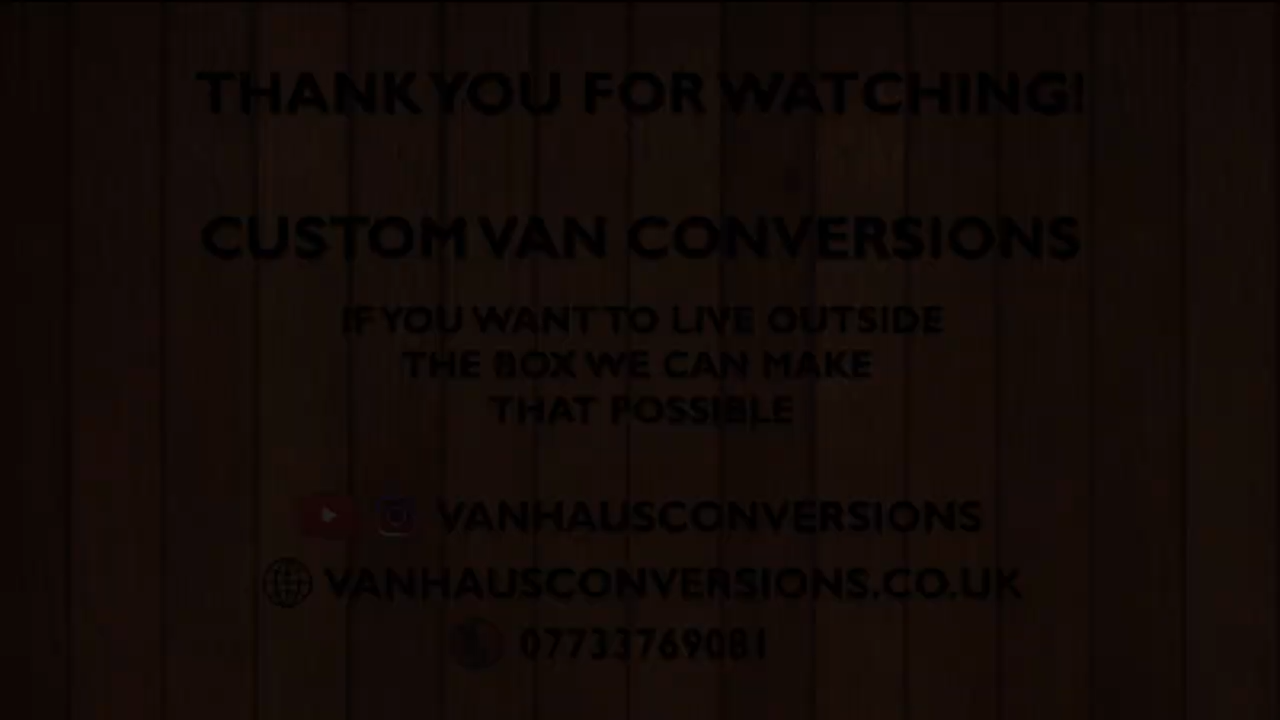 THANK YOU FOR WATCHING!
CUSTOM VAN CONVERSIONS
IF YOU WANT TO LIVE OUTSIDE
THE BOX WE CAN MAKE
THAT POSSIBLE
VANHAUSCONVERSIONS
VANHAUSCONVERSIONS.CO.UK
07733769081